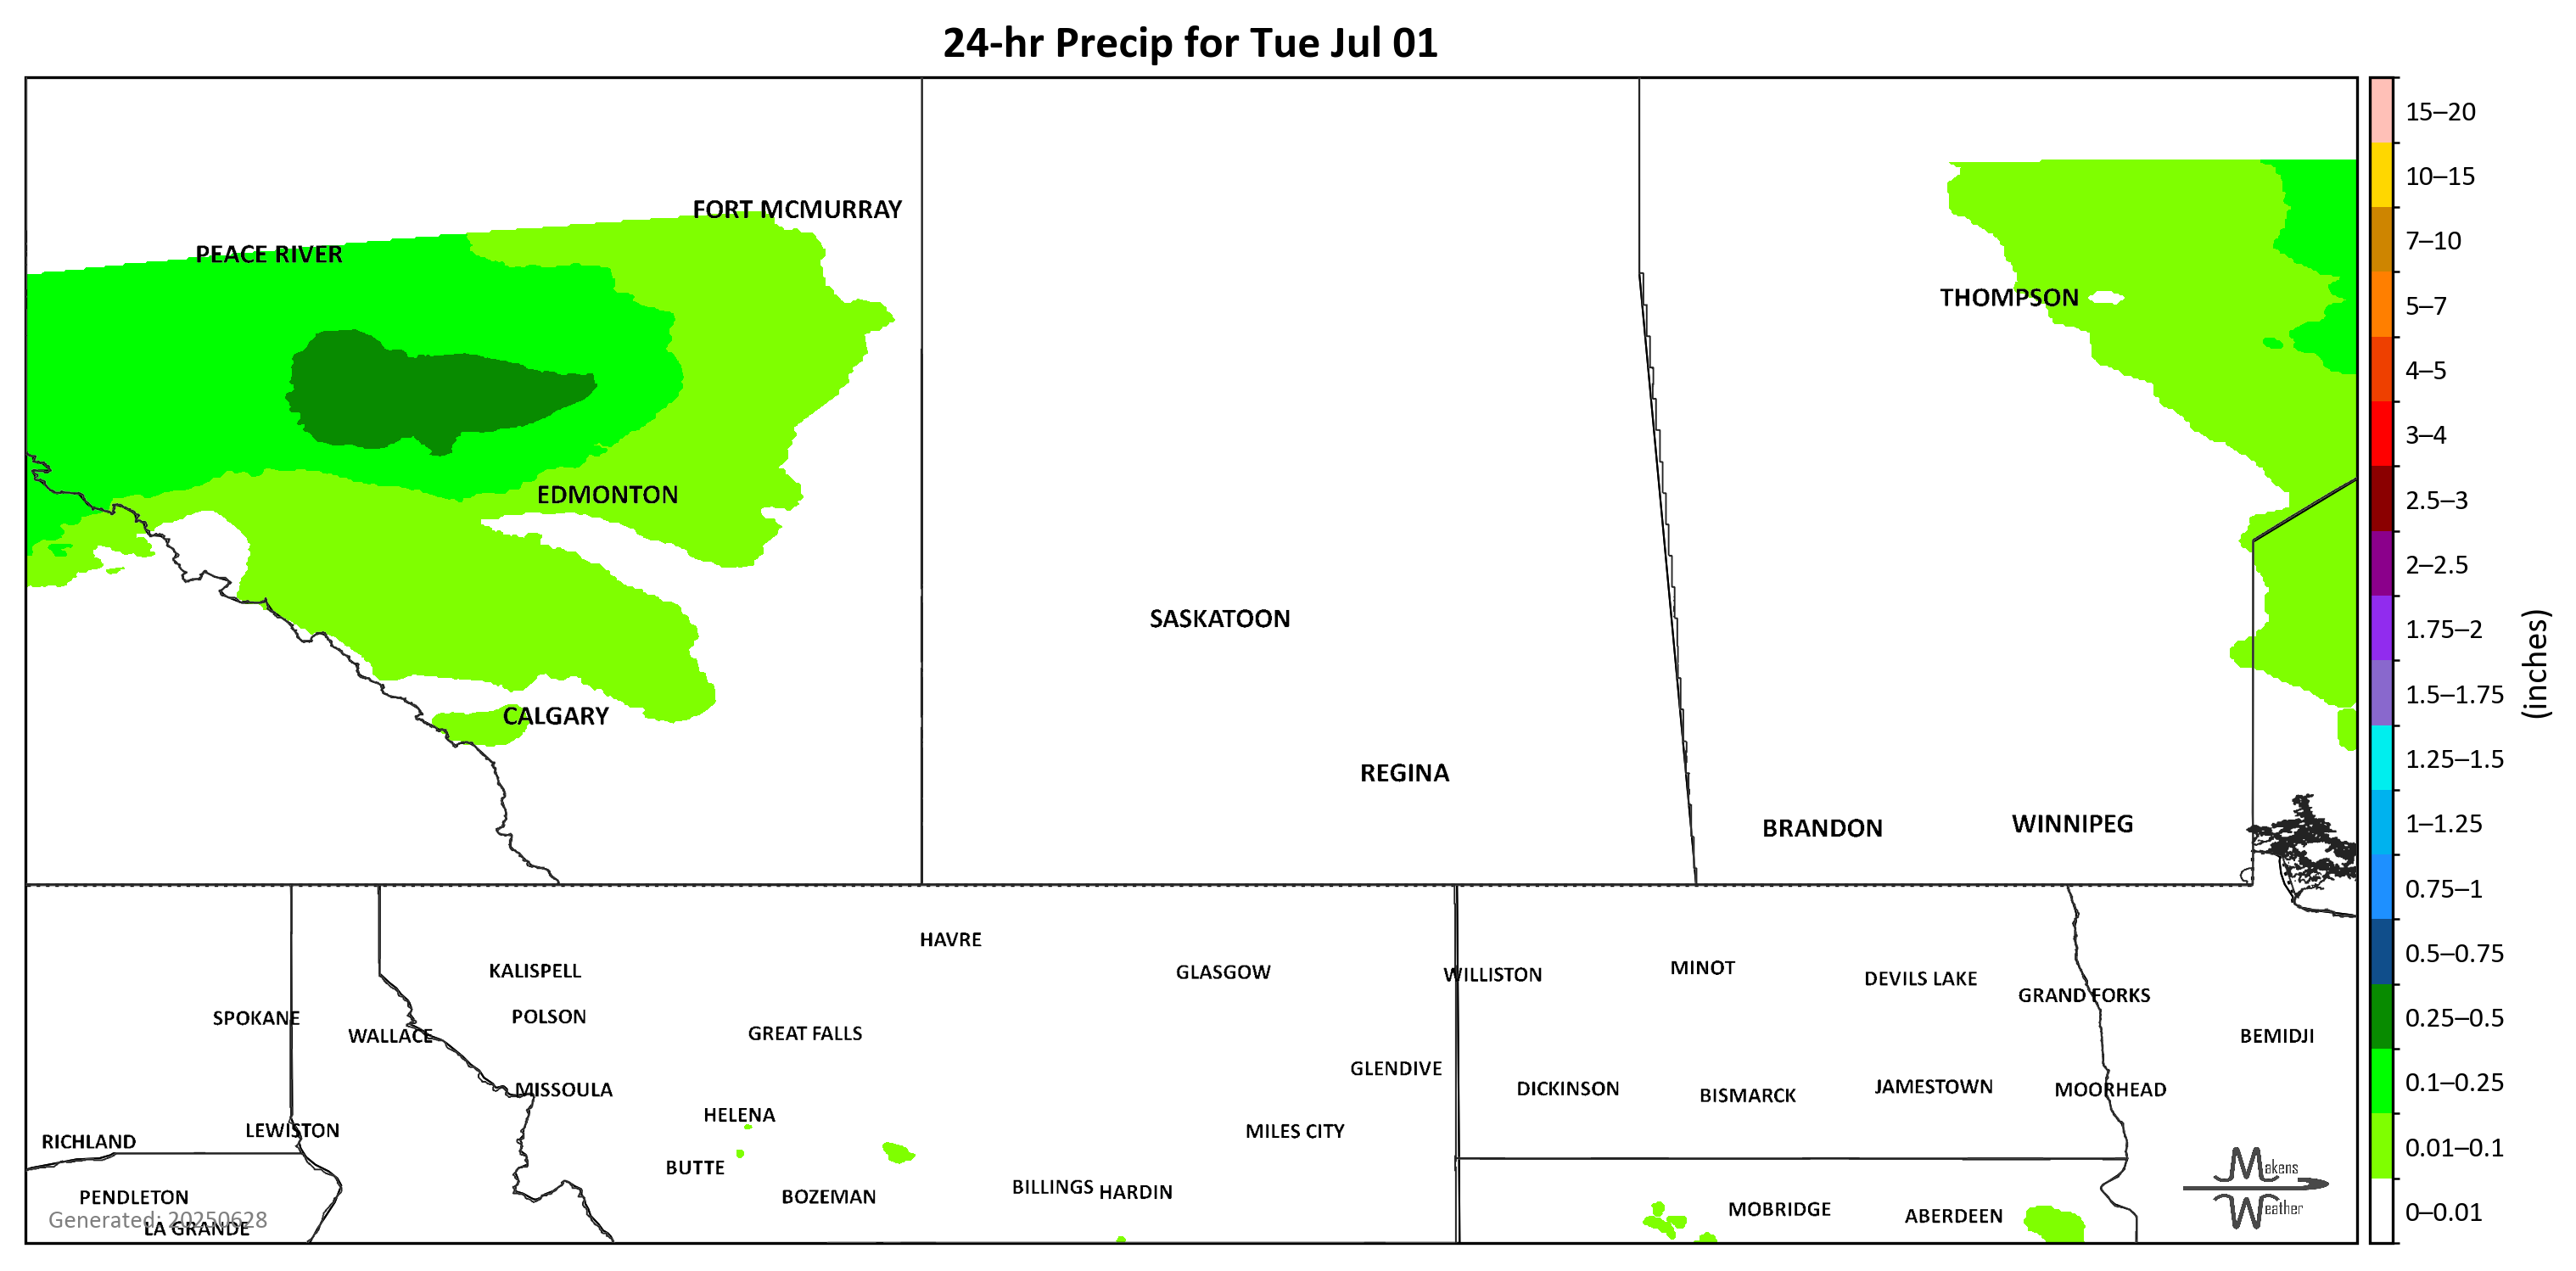 24-hr Precip for Tue Jul 01
FORT MCMURRAY
PEACE RIVER
THOMPSON
EDMONTON
SASKATOON
CALGARY
REGINA
BRANDON
WINNIPEG
HAVRE
KALISPELL
GLASGOW
WILLISTON
MINOT
DEVILS LAKE
GRAND FORKS
SPOKANE
POLSON
WALLACE
GREAT FALLS
BEMIDJI
GLENDIVE
MISSOULA
DICKINSON
BISMARCK
JAMESTOWN
MOORHEAD
HELENA
LEWISTON
MILES CITY
RICHLAND
BUTTE
BILLINGS
HARDIN
BOZEMAN
PENDLETON
MOBRIDGE
ABERDEEN
Generated: 20250628
LA GRANDE
Makens
Weather
15–20
10–15
7–10
5–7
4–5
3–4
2.5–3
2–2.5
1.75–2
1.5–1.75
1.25–1.5
1–1.25
0.75–1
0.5–0.75
0.25–0.5
0.1–0.25
0.01–0.1
0–0.01
(inches)